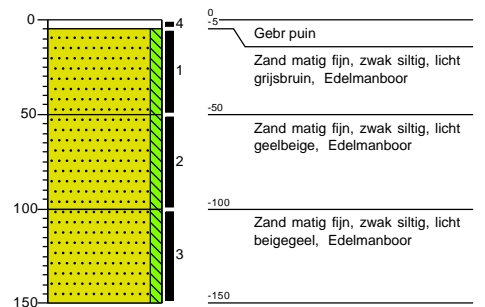 0
4
1
50
2
100
3
150
0
-5
Gebr puin
Zand matig fijn, zwak siltig, licht
grijsbruin, Edelmanboor
-50
Zand matig fijn, zwak siltig, licht
geelbeige, Edelmanboor
-100
Zand matig fijn, zwak siltig, licht
beigegeel, Edelmanboor
-150